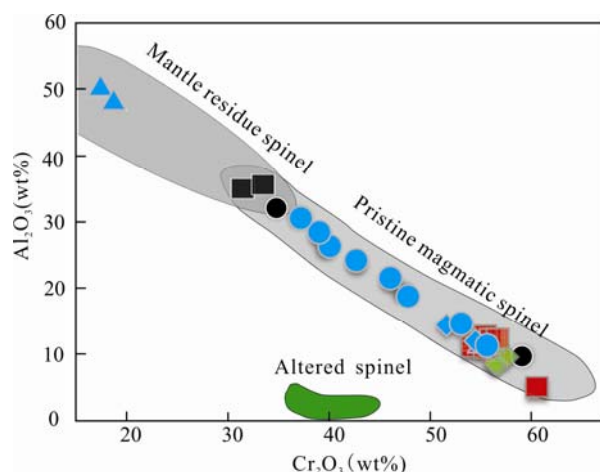 60
50
40
30
20
10
0
Al₂O₃(wt%)
Mantle residue spinel
Pristine magmatic spinel
Altered spinel
20 30 40 50 60
Cr₂O₃(wt%)